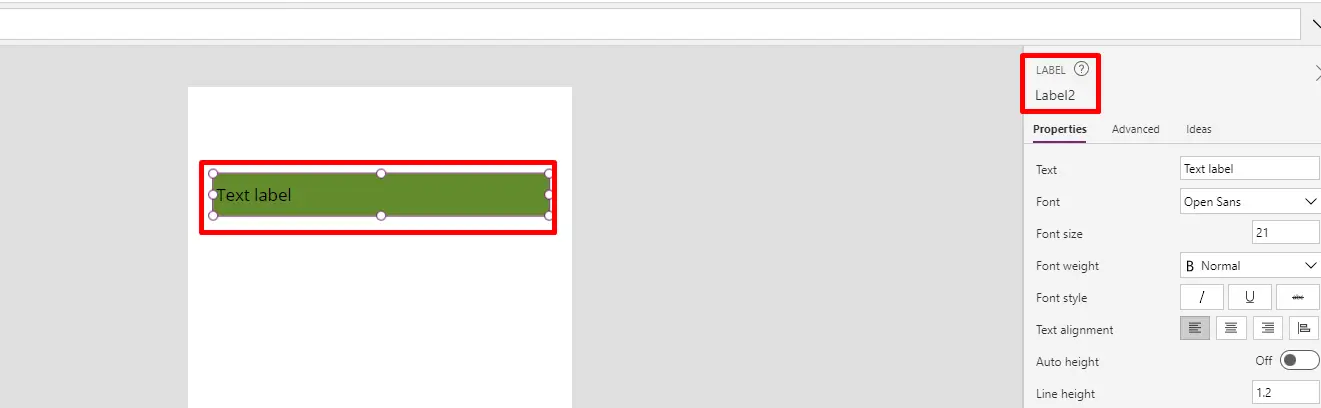 LABEL ?
Label2
Properties Advanced Ideas
Text label
Text Text label
Font Open Sans
Font size 21
Font weight B Normal
Font style / U abc
Text alignment
Auto height Off
Line height 1.2